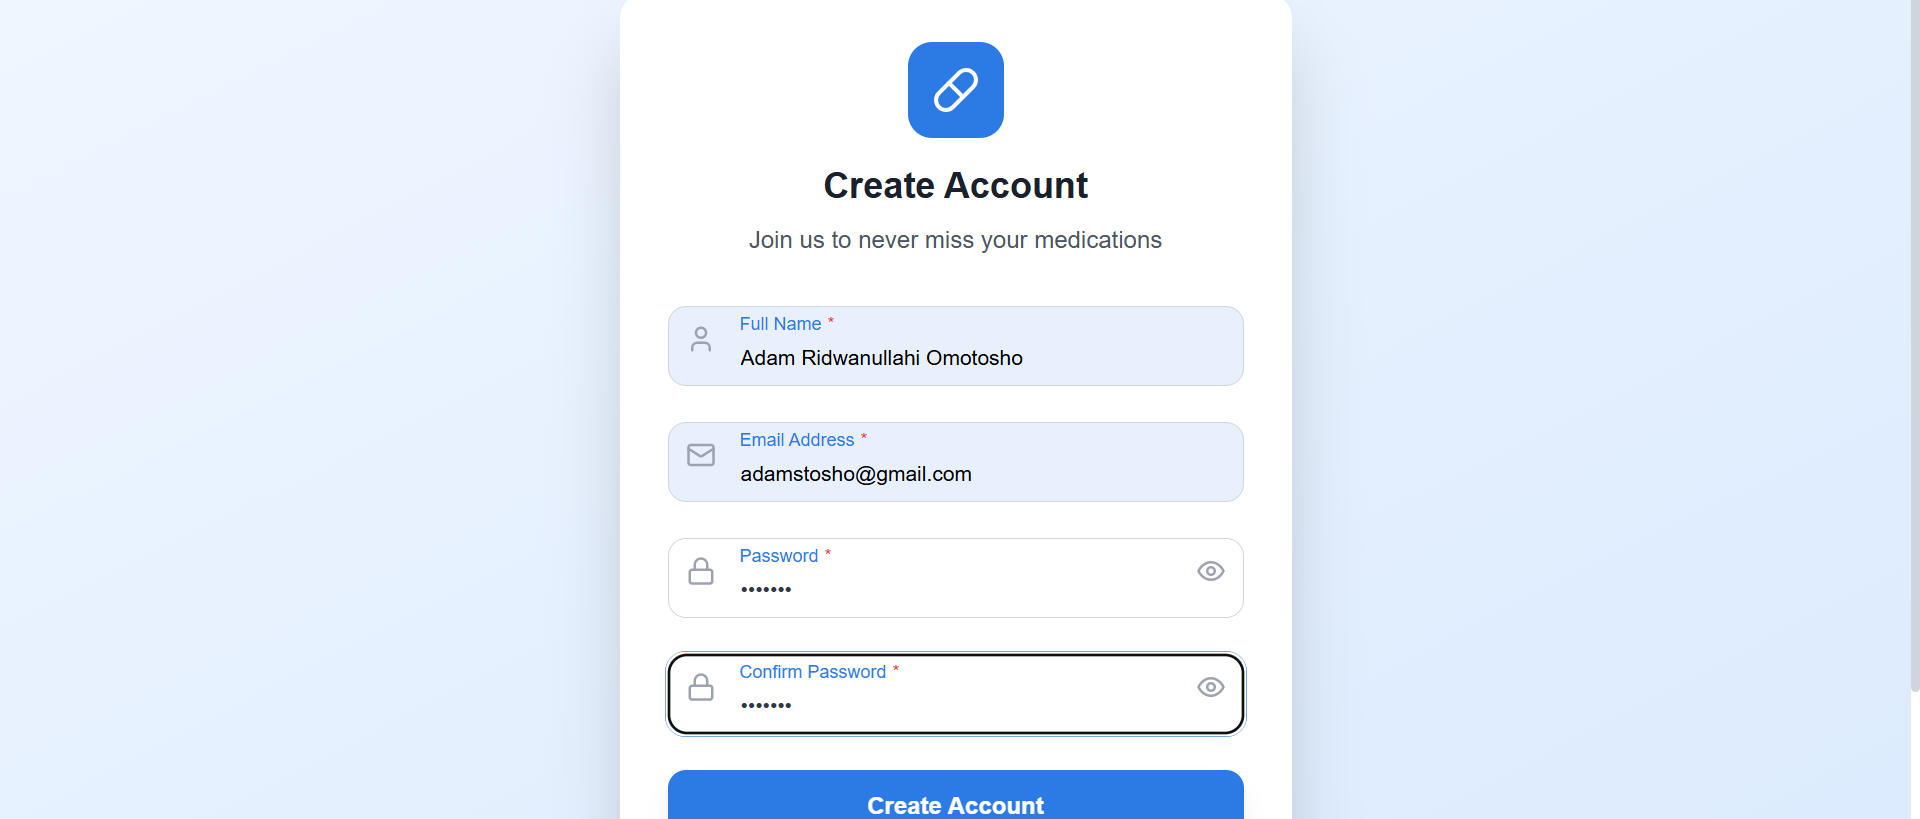 Create Account
Join us to never miss your medications
Full Name *
Adam Ridwanullahi Omotosho
Email Address *
adamstosho@gmail.com
Password *
•••••••
Confirm Password *
•••••••
Create Account